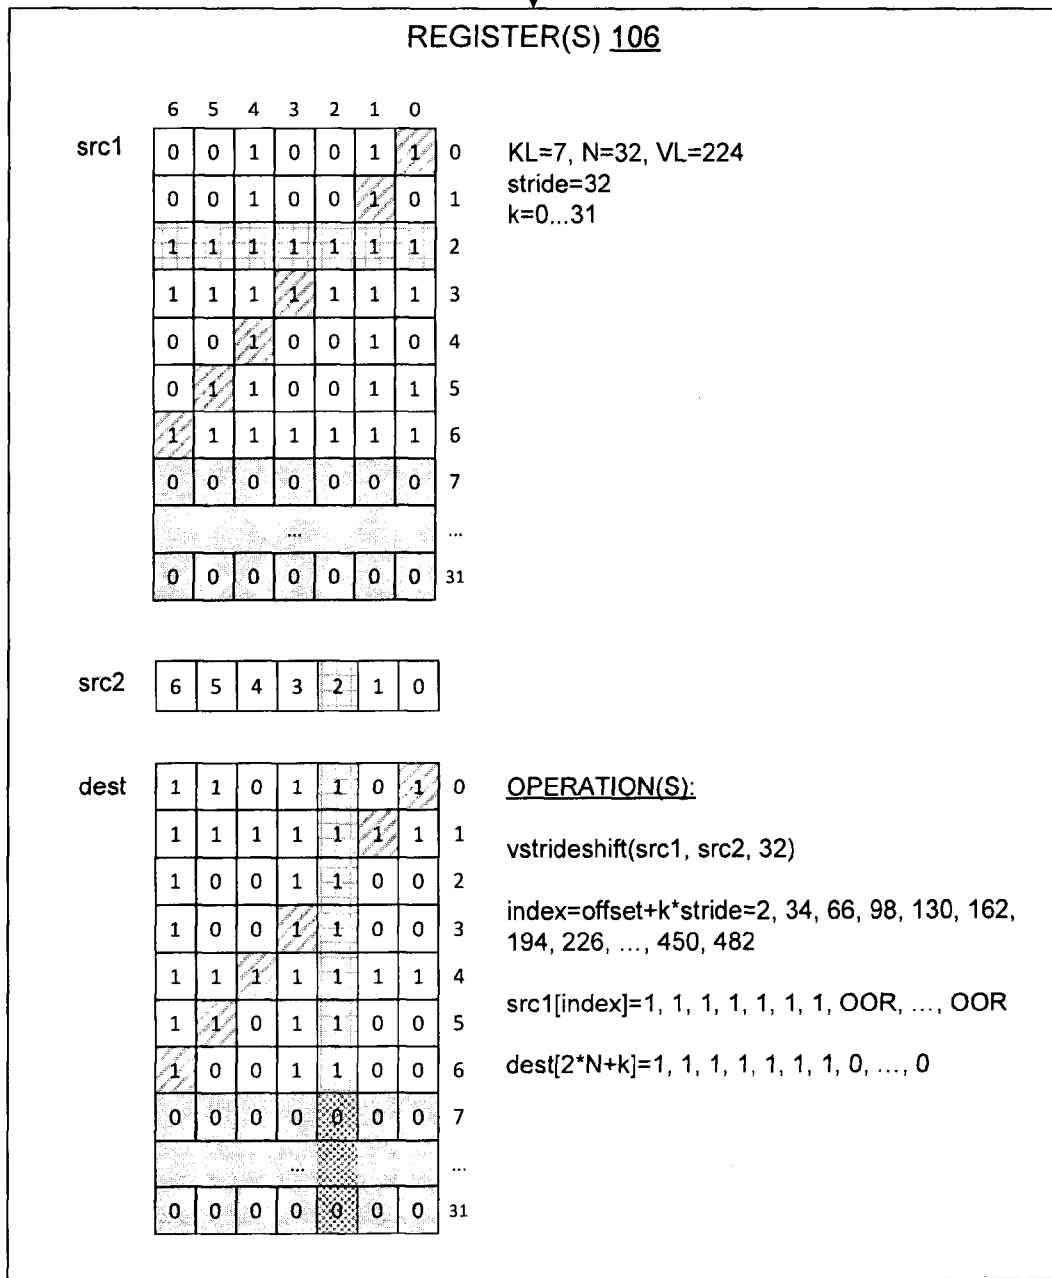 REGISTER(S) 106
6 5 4 3 2 1 0
src1 0 0 1 0 0 1 1 0 KL=7, N=32, VL=224
stride=32
0 0 1 0 0 1 0 1
k=0...31
1 1 1 1 1 1 1 2
1 1 1 1 1 1 1 3
0 0 1 0 0 1 0 4
0 1 1 0 0 1 1 5
1 1 1 1 1 1 1 6
0 0 0 0 0 0 0 7
... ...
0 0 0 0 0 0 0 31
src2 6 5 4 3 2 1 0
dest 1 1 0 1 1 0 1 0 OPERATION(S):
1 1 1 1 1 1 1 1
vstrideshift(src1, src2, 32)
1 0 0 1 1 0 0 2
index=offset+k*stride=2, 34, 66, 98, 130, 162,
1 0 0 1 1 0 0 3
194, 226, ..., 450, 482
1 1 1 1 1 1 1 4
src1[index]=1, 1, 1, 1, 1, 1, 1, OOR, ..., OOR
1 1 0 1 1 0 0 5
1 0 0 1 1 0 0 6
dest[2*N+k]=1, 1, 1, 1, 1, 1, 1, 0, ..., 0
0 0 0 0 0 0 0 7
... ...
0 0 0 0 0 0 0 31